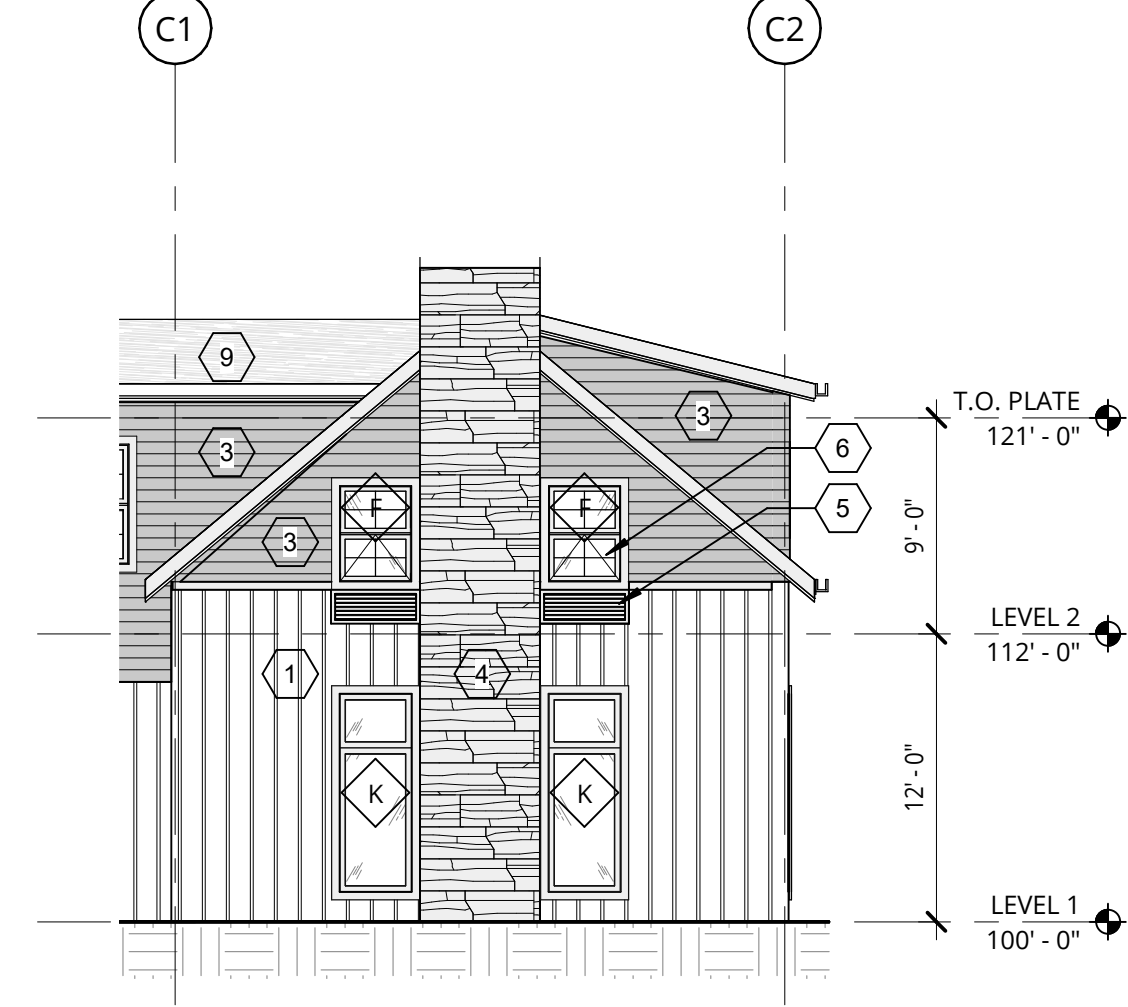 C1
C2
9
3
T.O. PLATE
121' - 0"
3
6
F
F
5
3
9' - 0"
LEVEL 2
112' - 0"
1
4
12' - 0"
K
K
LEVEL 1
100' - 0"